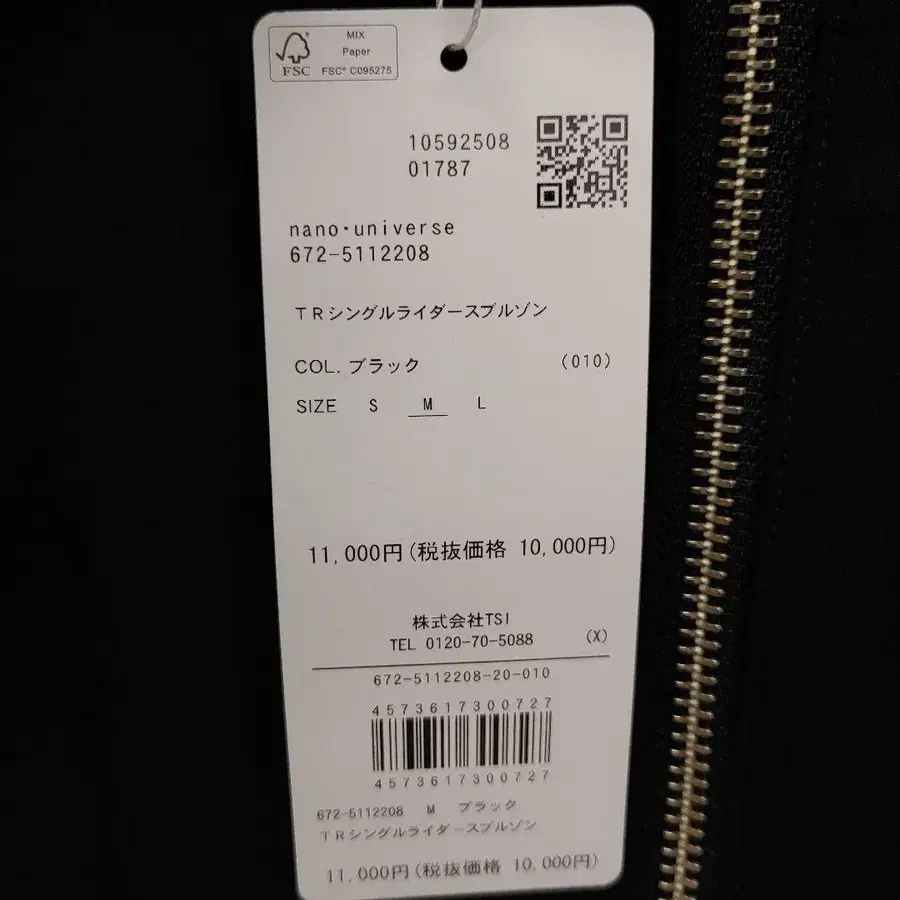 MIX
Paper
FSC
FSC® C095275
10592508
01787
nano・universe
672-5112208
TRシングルライダースブルゾン
COL. ブラック (010)
SIZE S M L
11,000円(税抜価格 10,000円)
株式会社TSI
TEL 0120-70-5088 (X)
672-5112208-20-010
4573617300727
4573617300727
672-5112208 M ブラック
TRシングルライダースブルゾン
11,000円(税抜価格 10,000円)